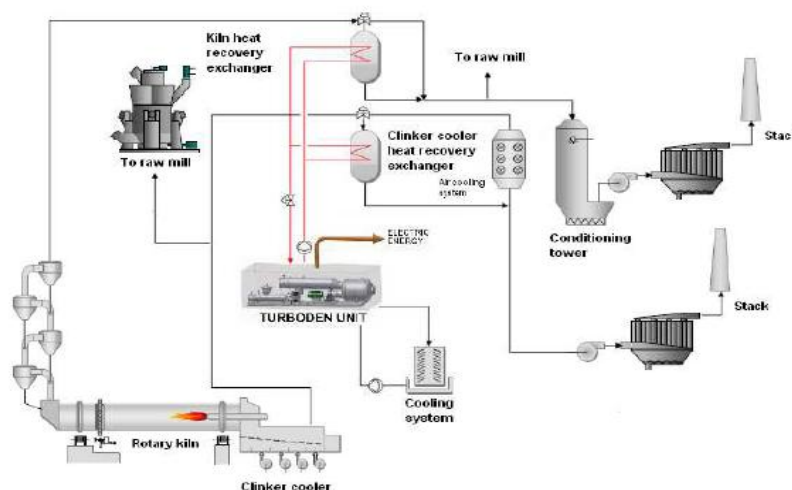 Kiln heat
recovery
exchanger
To raw mill
Stac
To raw mill
Clinker cooler
heat recovery
exchanger
Air cooling
system
ELECTRIC
ENERGY
Conditioning
tower
TURBODEN UNIT
Stack
Cooling
system
Rotary kiln
Clinker cooler